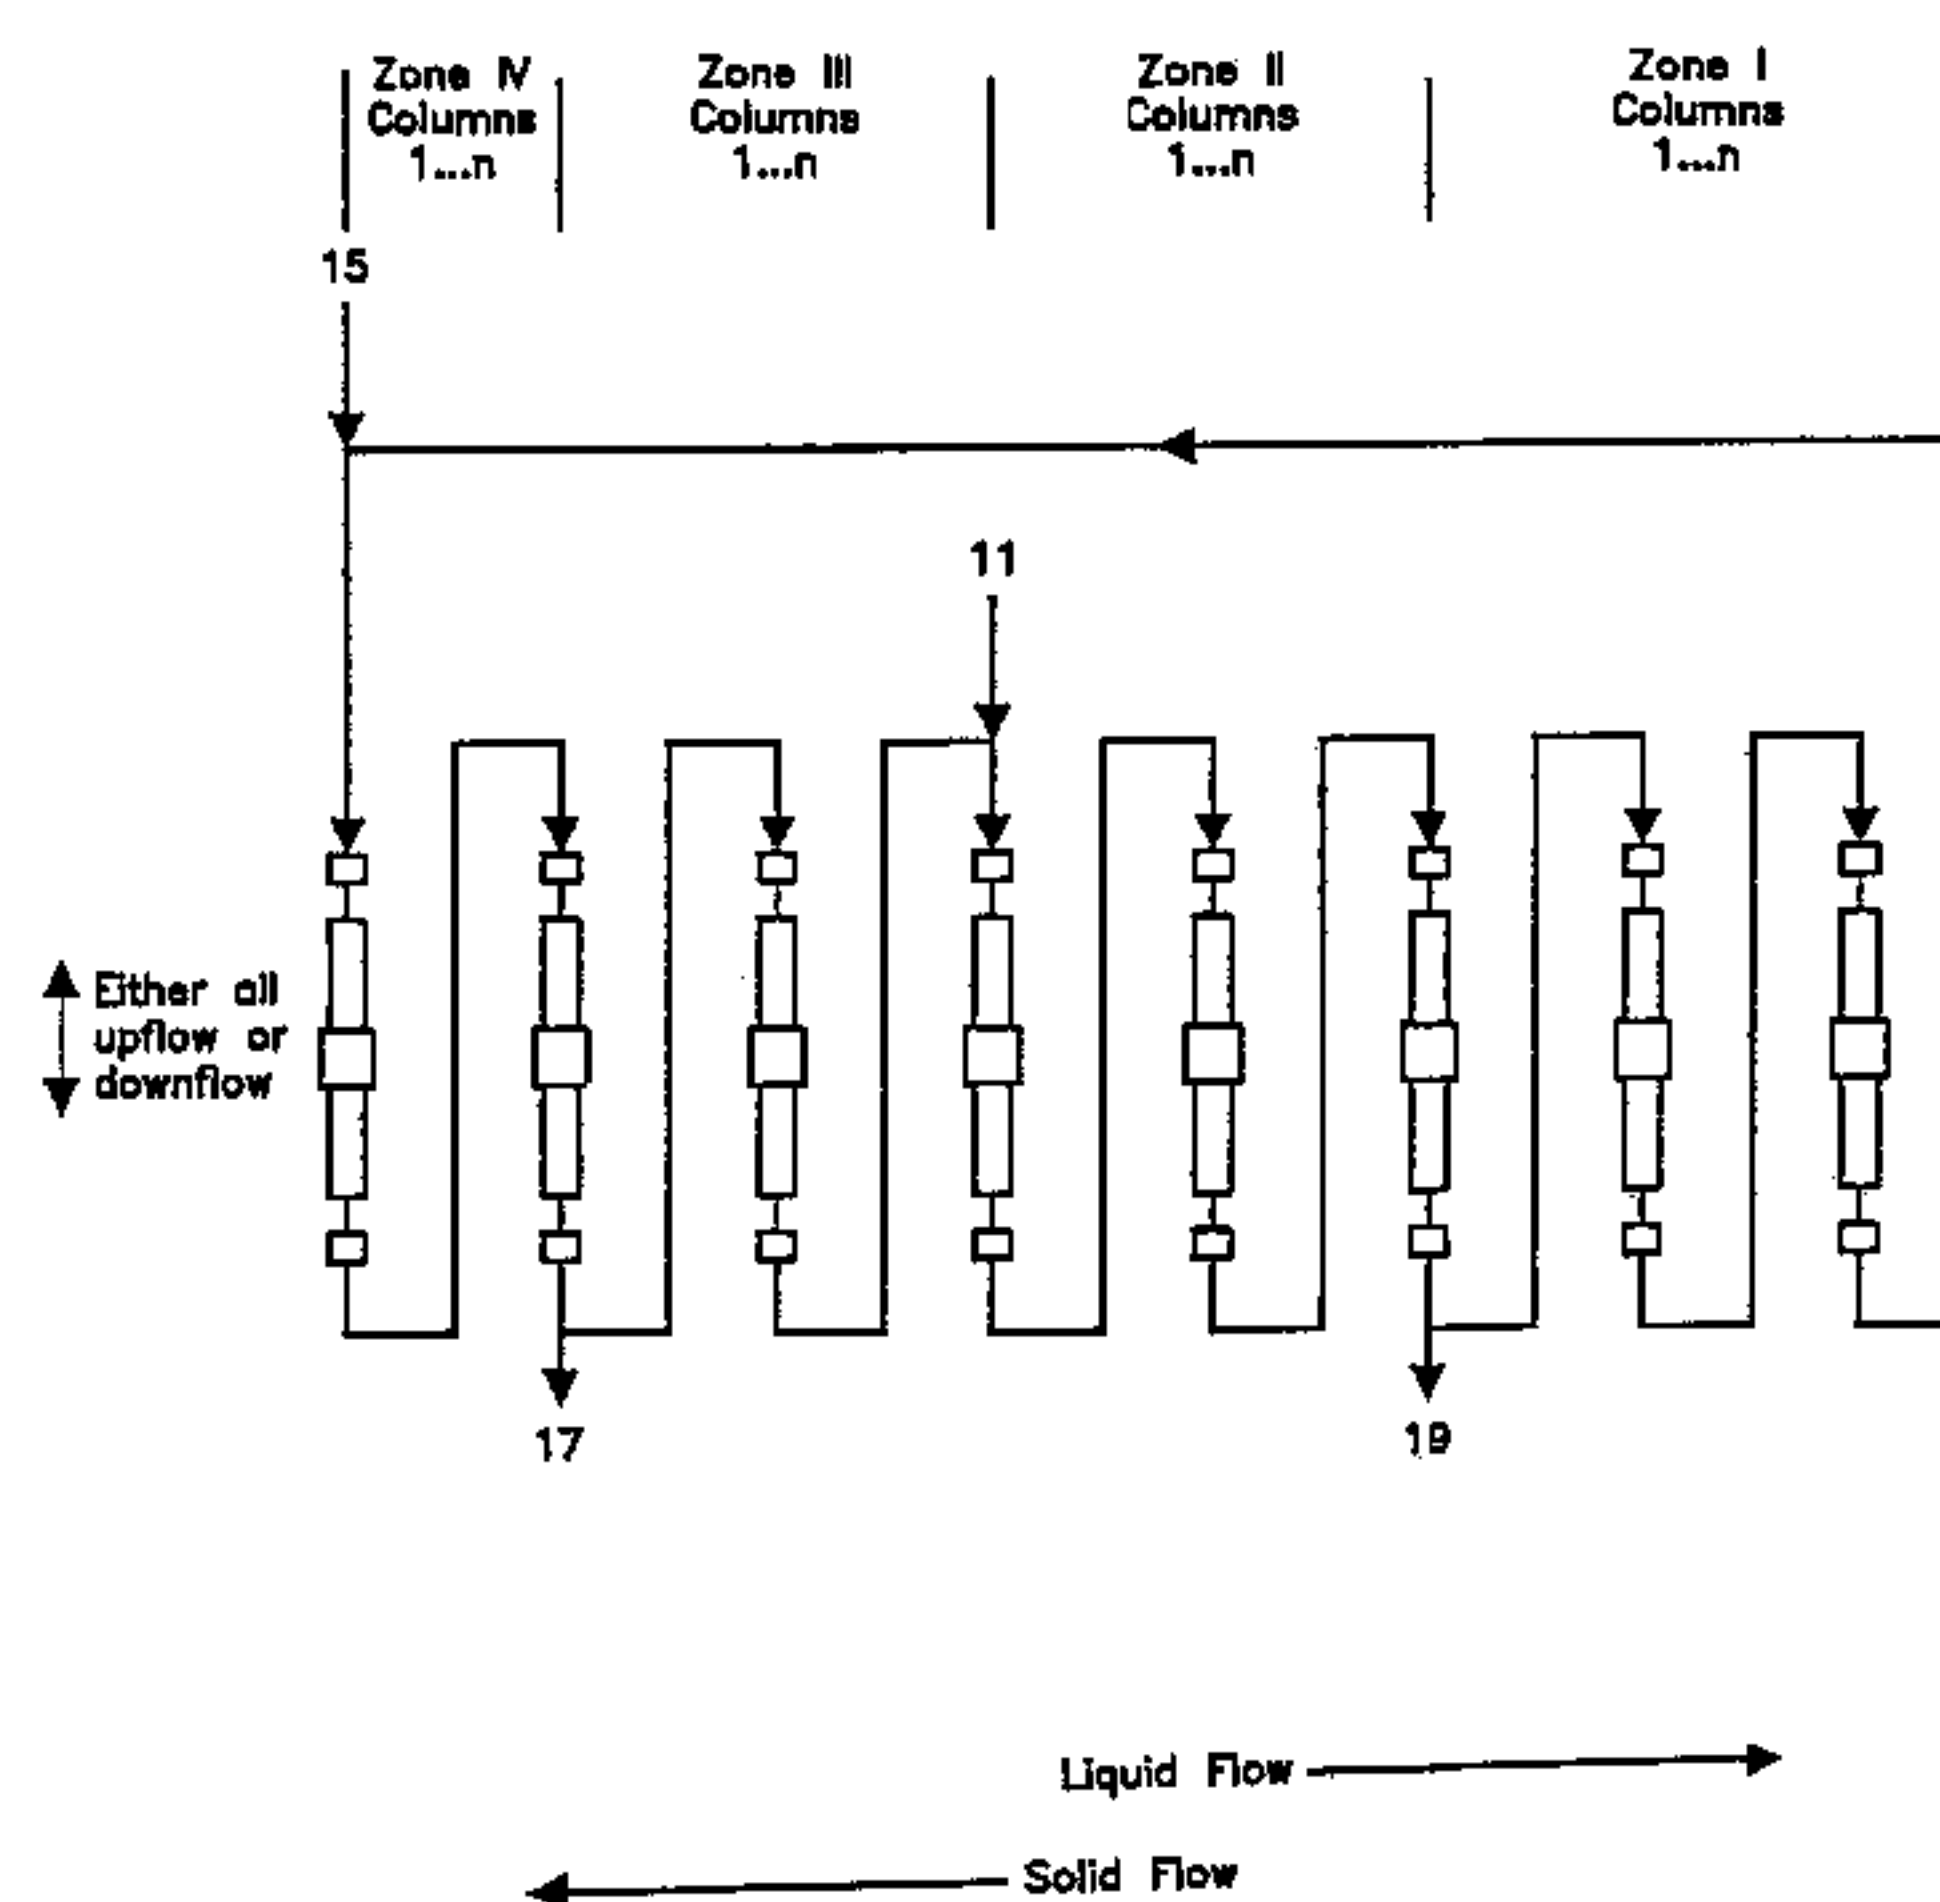 Zone IV
Columns
1...n
Zone III
Columns
1...n
Zone II
Columns
1...n
Zone I
Columns
1...n
15
11
Either all
upflow or
downflow
17
19
Liquid Flow
Solid Flow